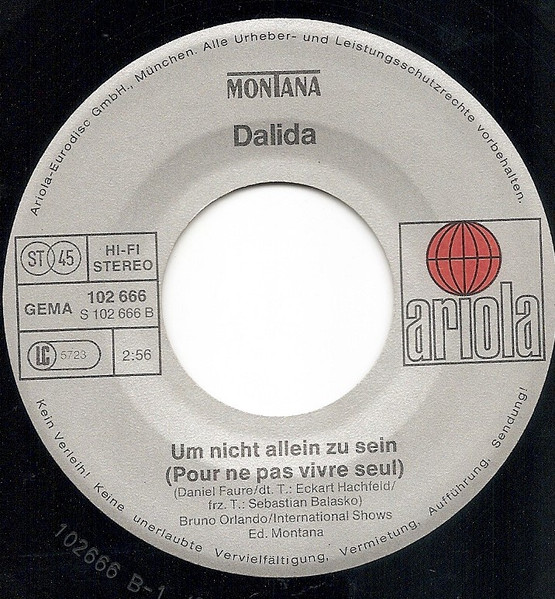 Ariola-Eurodisc GmbH., München. Alle Urheber- und Leistungsschutzrechte vorbehalten.
MONTANA
Dalida
ST 45
HI-FI
STEREO
GEMA
102 666
S 102 666 B
LC 5723
2:56
ariola
Um nicht allein zu sein
(Pour ne pas vivre seul)
(Daniel Faure/dt. T.: Eckart Hachfeld/
frz. T.: Sebastian Balasko)
Bruno Orlando/International Shows
Ed. Montana
Kein Verleih! Keine unerlaubte Vervielfältigung, Vermietung, Aufführung, Sendung!
102666 B-1